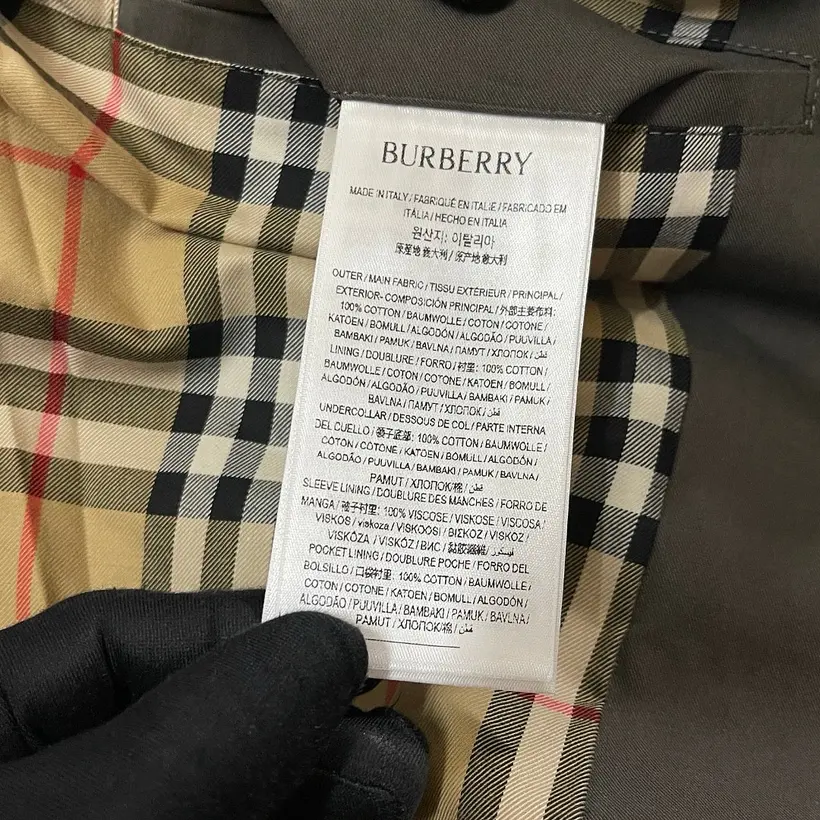 BURBERRY
MADE IN ITALY / FABRIQUÉ EN ITALIE / FABRICADO EM
ITÁLIA / HECHO EN ITALIA
원산지: 이탈리아
原産地 義大利 / 原产地 意大利
OUTER / MAIN FABRIC / TISSU EXTÉRIEUR / PRINCIPAL /
EXTERIOR- COMPOSICIÓN PRINCIPAL / 外部主要布料:
100% COTTON / BAUMWOLLE / COTON / COTONE /
KATOEN / BOMULL / ALGODÓN / ALGODÃO / PUUVILLA /
BAMBAKI / PAMUK / BAVLNA / ПАМУТ / ХЛОПОК / قطن
LINING / DOUBLURE / FORRO / 衬里: 100% COTTON /
BAUMWOLLE / COTON / COTONE / KATOEN / BOMULL /
ALGODÓN / ALGODÃO / PUUVILLA / BAMBAKI / PAMUK /
BAVLNA / ПАМУТ / ХЛОПОК / قطن
UNDERCOLLAR / DESSOUS DE COL / PARTE INTERNA
DEL CUELLO / 領子底部: 100% COTTON / BAUMWOLLE /
COTON / COTONE / KATOEN / BOMULL / ALGODÓN /
ALGODÃO / PUUVILLA / BAMBAKI / PAMUK / BAVLNA /
PAMUT / ХЛОПОК/棉 / قطن
SLEEVE LINING / DOUBLURE DES MANCHES / FORRO DE
MANGA / 袖子衬里: 100% VISCOSE / VISKOSE / VISCOSA /
VISKOS / viskoza / VISKOOSI / ΒΙΣΚΟΖ / VISKOZ /
VISKÓZA / VISKÓZ / ВИС / 黏胶纖維 / فيسكوز
POCKET LINING / DOUBLURE POCHE / FORRO DEL
BOLSILLO / 口袋衬里: 100% COTTON / BAUMWOLLE /
COTON / COTONE / KATOEN / BOMULL / ALGODÓN /
ALGODÃO / PUUVILLA / BAMBAKI / PAMUK / BAVLNA /
PAMUT / ХЛОПОК/棉 / قطن